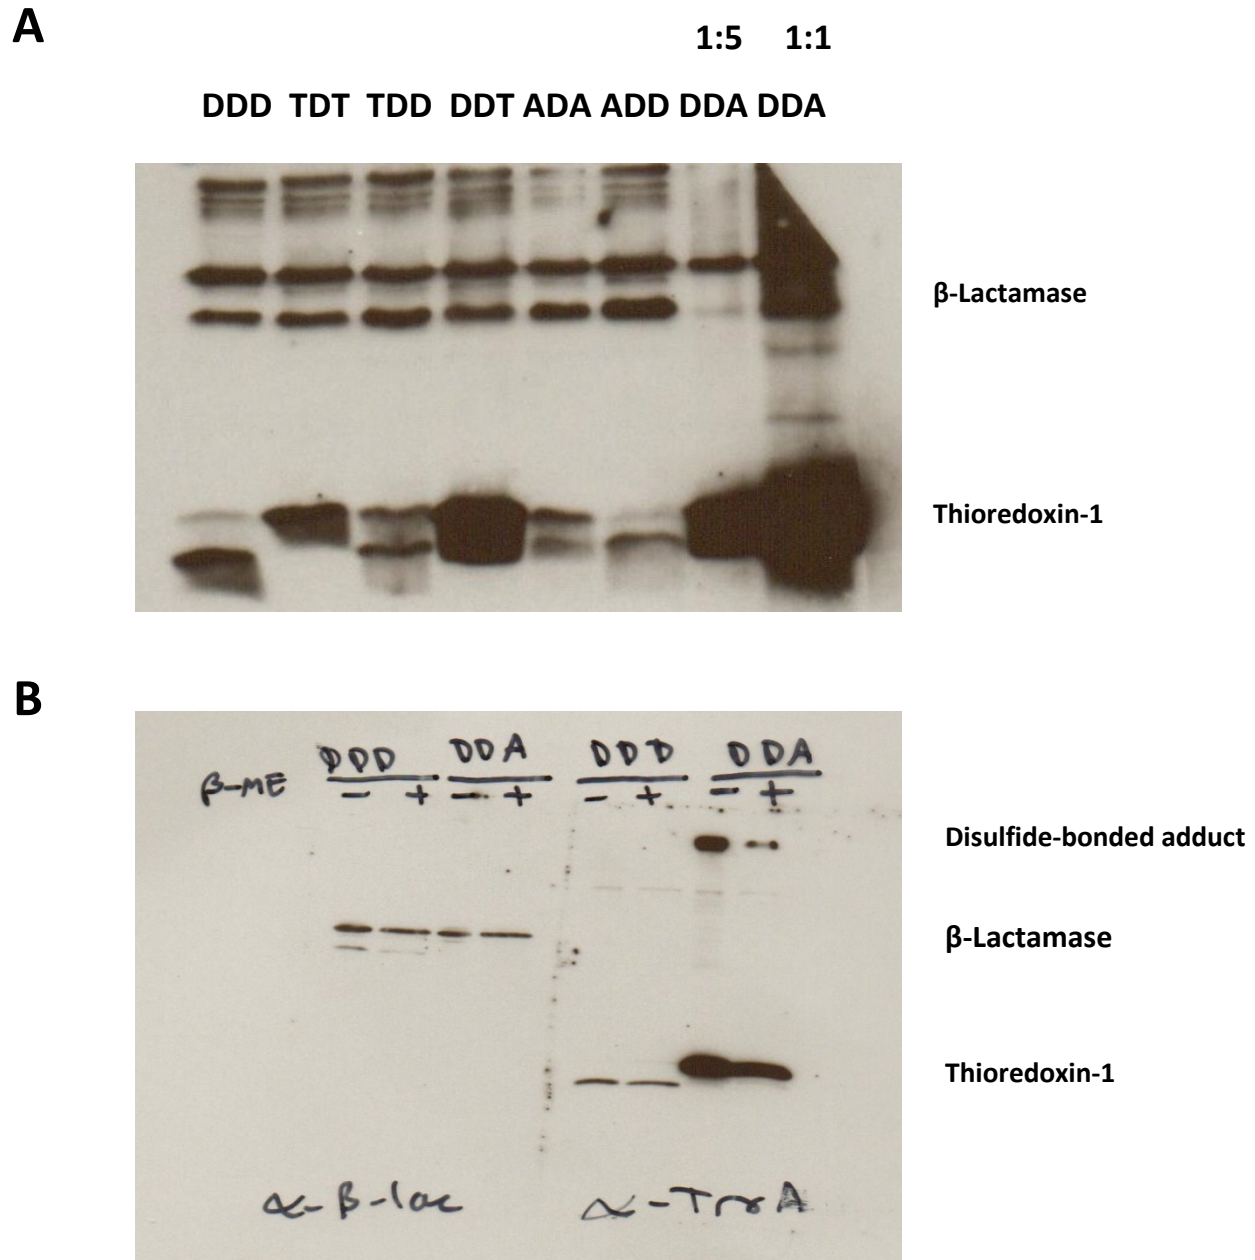 A
1:5 1:1
DDD TDT TDD DDT ADA ADD DDA DDA
β-Lactamase
Thioredoxin-1
B
DDD DDA DDD DDA
β-ME - + - + - + - +
Disulfide-bonded adduct
β-Lactamase
Thioredoxin-1
α-β-lac α-TrxA